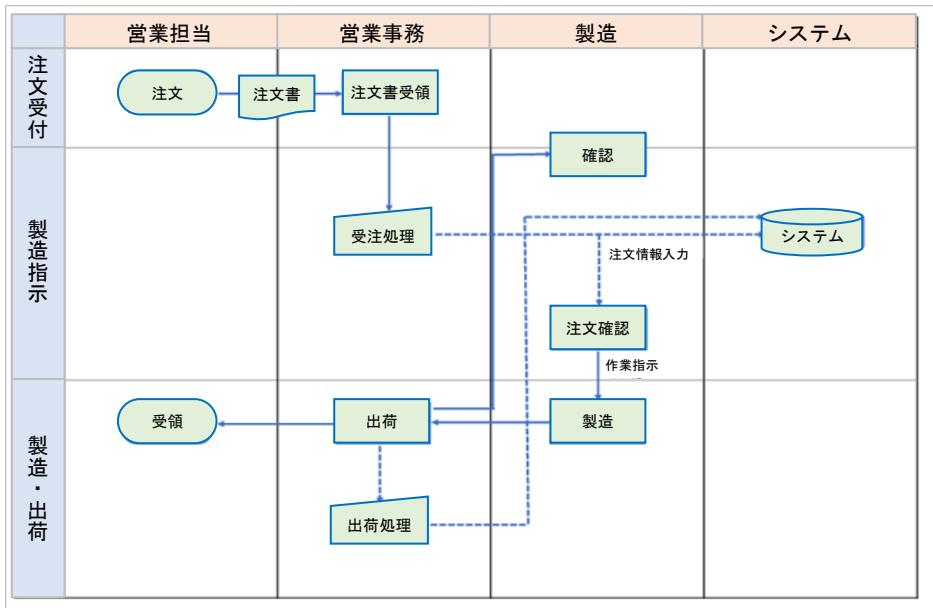 営業担当
営業事務
製造
システム
注文受付
注文
注文書
注文書受領
確認
製造指示
受注処理
システム
注文情報入力
注文確認
作業指示
製造・出荷
受領
出荷
製造
出荷処理